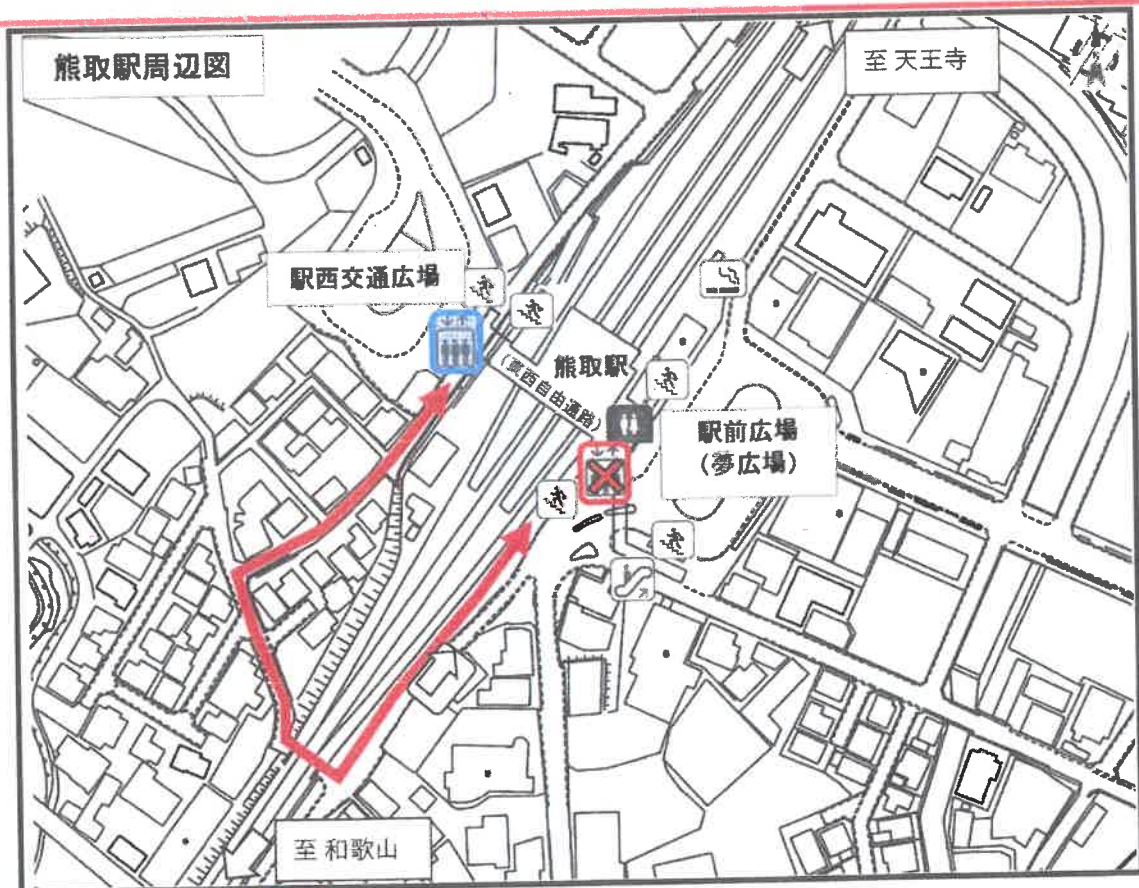 熊取駅周辺図
至 天王寺
駅西交通広場
熊取駅
(東西自由通路)
駅前広場
(夢広場)
至 和歌山